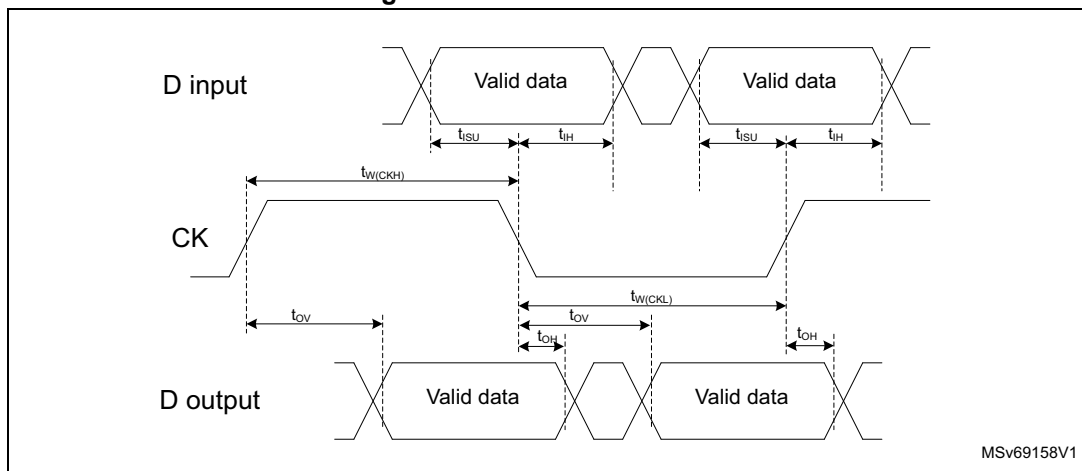 D input
Valid data
Valid data
tISU
tIH
tISU
tIH
tW(CKH)
CK
tW(CKL)
tOV
tOV
tOH
tOH
D output
Valid data
Valid data
MSv69158V1